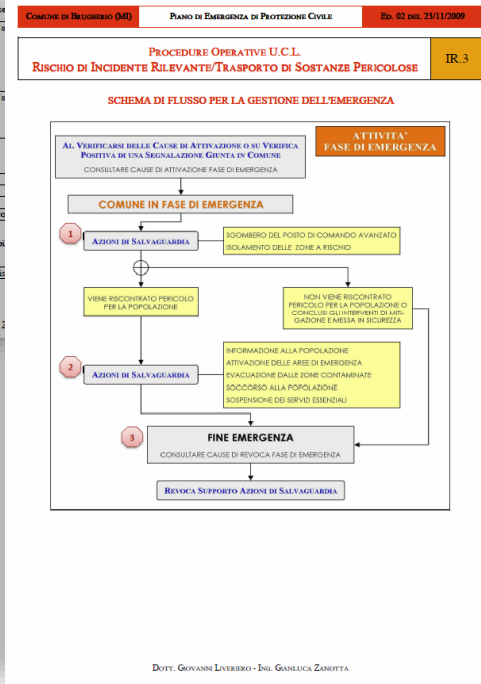 COMUNE DI BRUGHERIO (MI)
PIANO DI EMERGENZA DI PROTEZIONE CIVILE
ED. 02 DEL 23/11/2009
PROCEDURE OPERATIVE U.C.L.
RISCHIO DI INCIDENTE RILEVANTE/TRASPORTO DI SOSTANZE PERICOLOSE
IR.3
SCHEMA DI FLUSSO PER LA GESTIONE DELL'EMERGENZA
ATTIVITA'
FASE DI EMERGENZA
AL VERIFICARSI DELLE CAUSE DI ATTIVAZIONE O SU VERIFICA
POSITIVA DI UNA SEGNALAZIONE GIUNTA IN COMUNE
CONSULTARE CAUSE DI ATTIVAZIONE FASE DI EMERGENZA
COMUNE IN FASE DI EMERGENZA
1
AZIONI DI SALVAGUARDIA
SGOMBERO DEL POSTO DI COMANDO AVANZATO
ISOLAMENTO DELLE ZONE A RISCHIO
VIENE RISCONTRATO PERICOLO
PER LA POPOLAZIONE
NON VIENE RISCONTRATO
PERICOLO PER LA POPOLAZIONE O
CONCLUSI GLI INTERVENTI DI MITI-
GAZIONE E MESSA IN SICUREZZA
2
AZIONI DI SALVAGUARDIA
INFORMAZIONE ALLA POPOLAZIONE
ATTIVAZIONE DELLE AREE DI EMERGENZA
EVACUAZIONE DALLE ZONE CONTAMINATE
SOCCORSO ALLA POPOLAZIONE
SOSPENSIONE DEI SERVIZI ESSENZIALI
3
FINE EMERGENZA
CONSULTARE CAUSE DI REVOCA FASE DI EMERGENZA
REVOCA SUPPORTO AZIONI DI SALVAGUARDIA
DOTT. GIOVANNI LIVERIERO - ING. GIANLUCA ZANOTTA